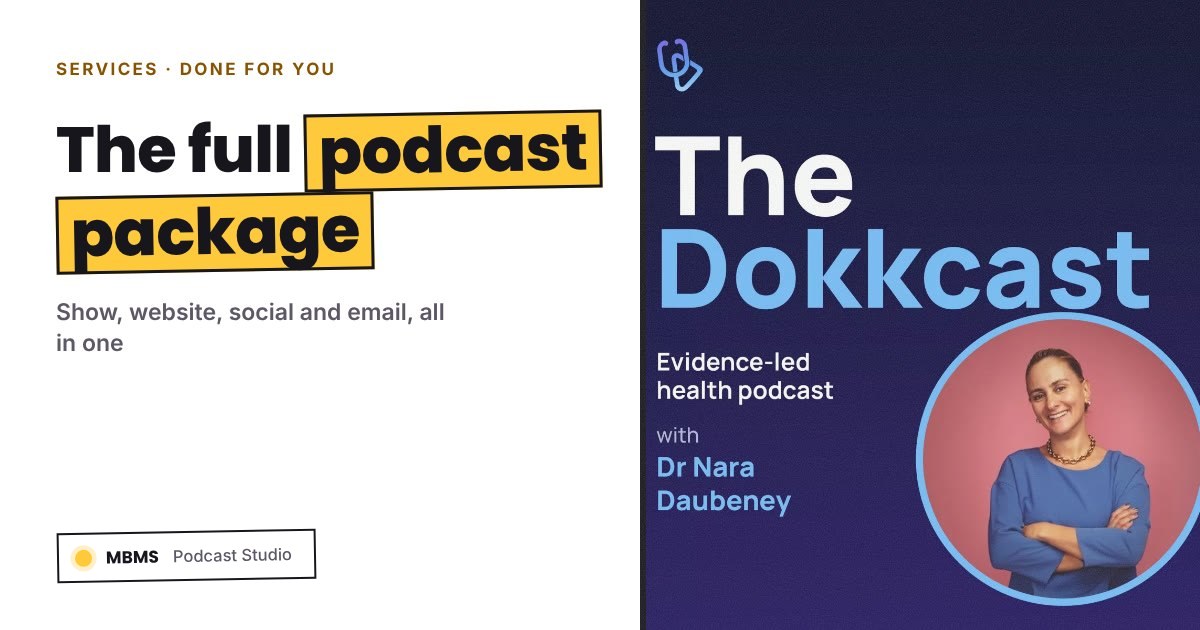 SERVICES · DONE FOR YOU
The full podcast
package
Show, website, social and email, all
in one
MBMS Podcast Studio
The
Dokkcast
Evidence-led
health podcast
with
Dr Nara
Daubeney